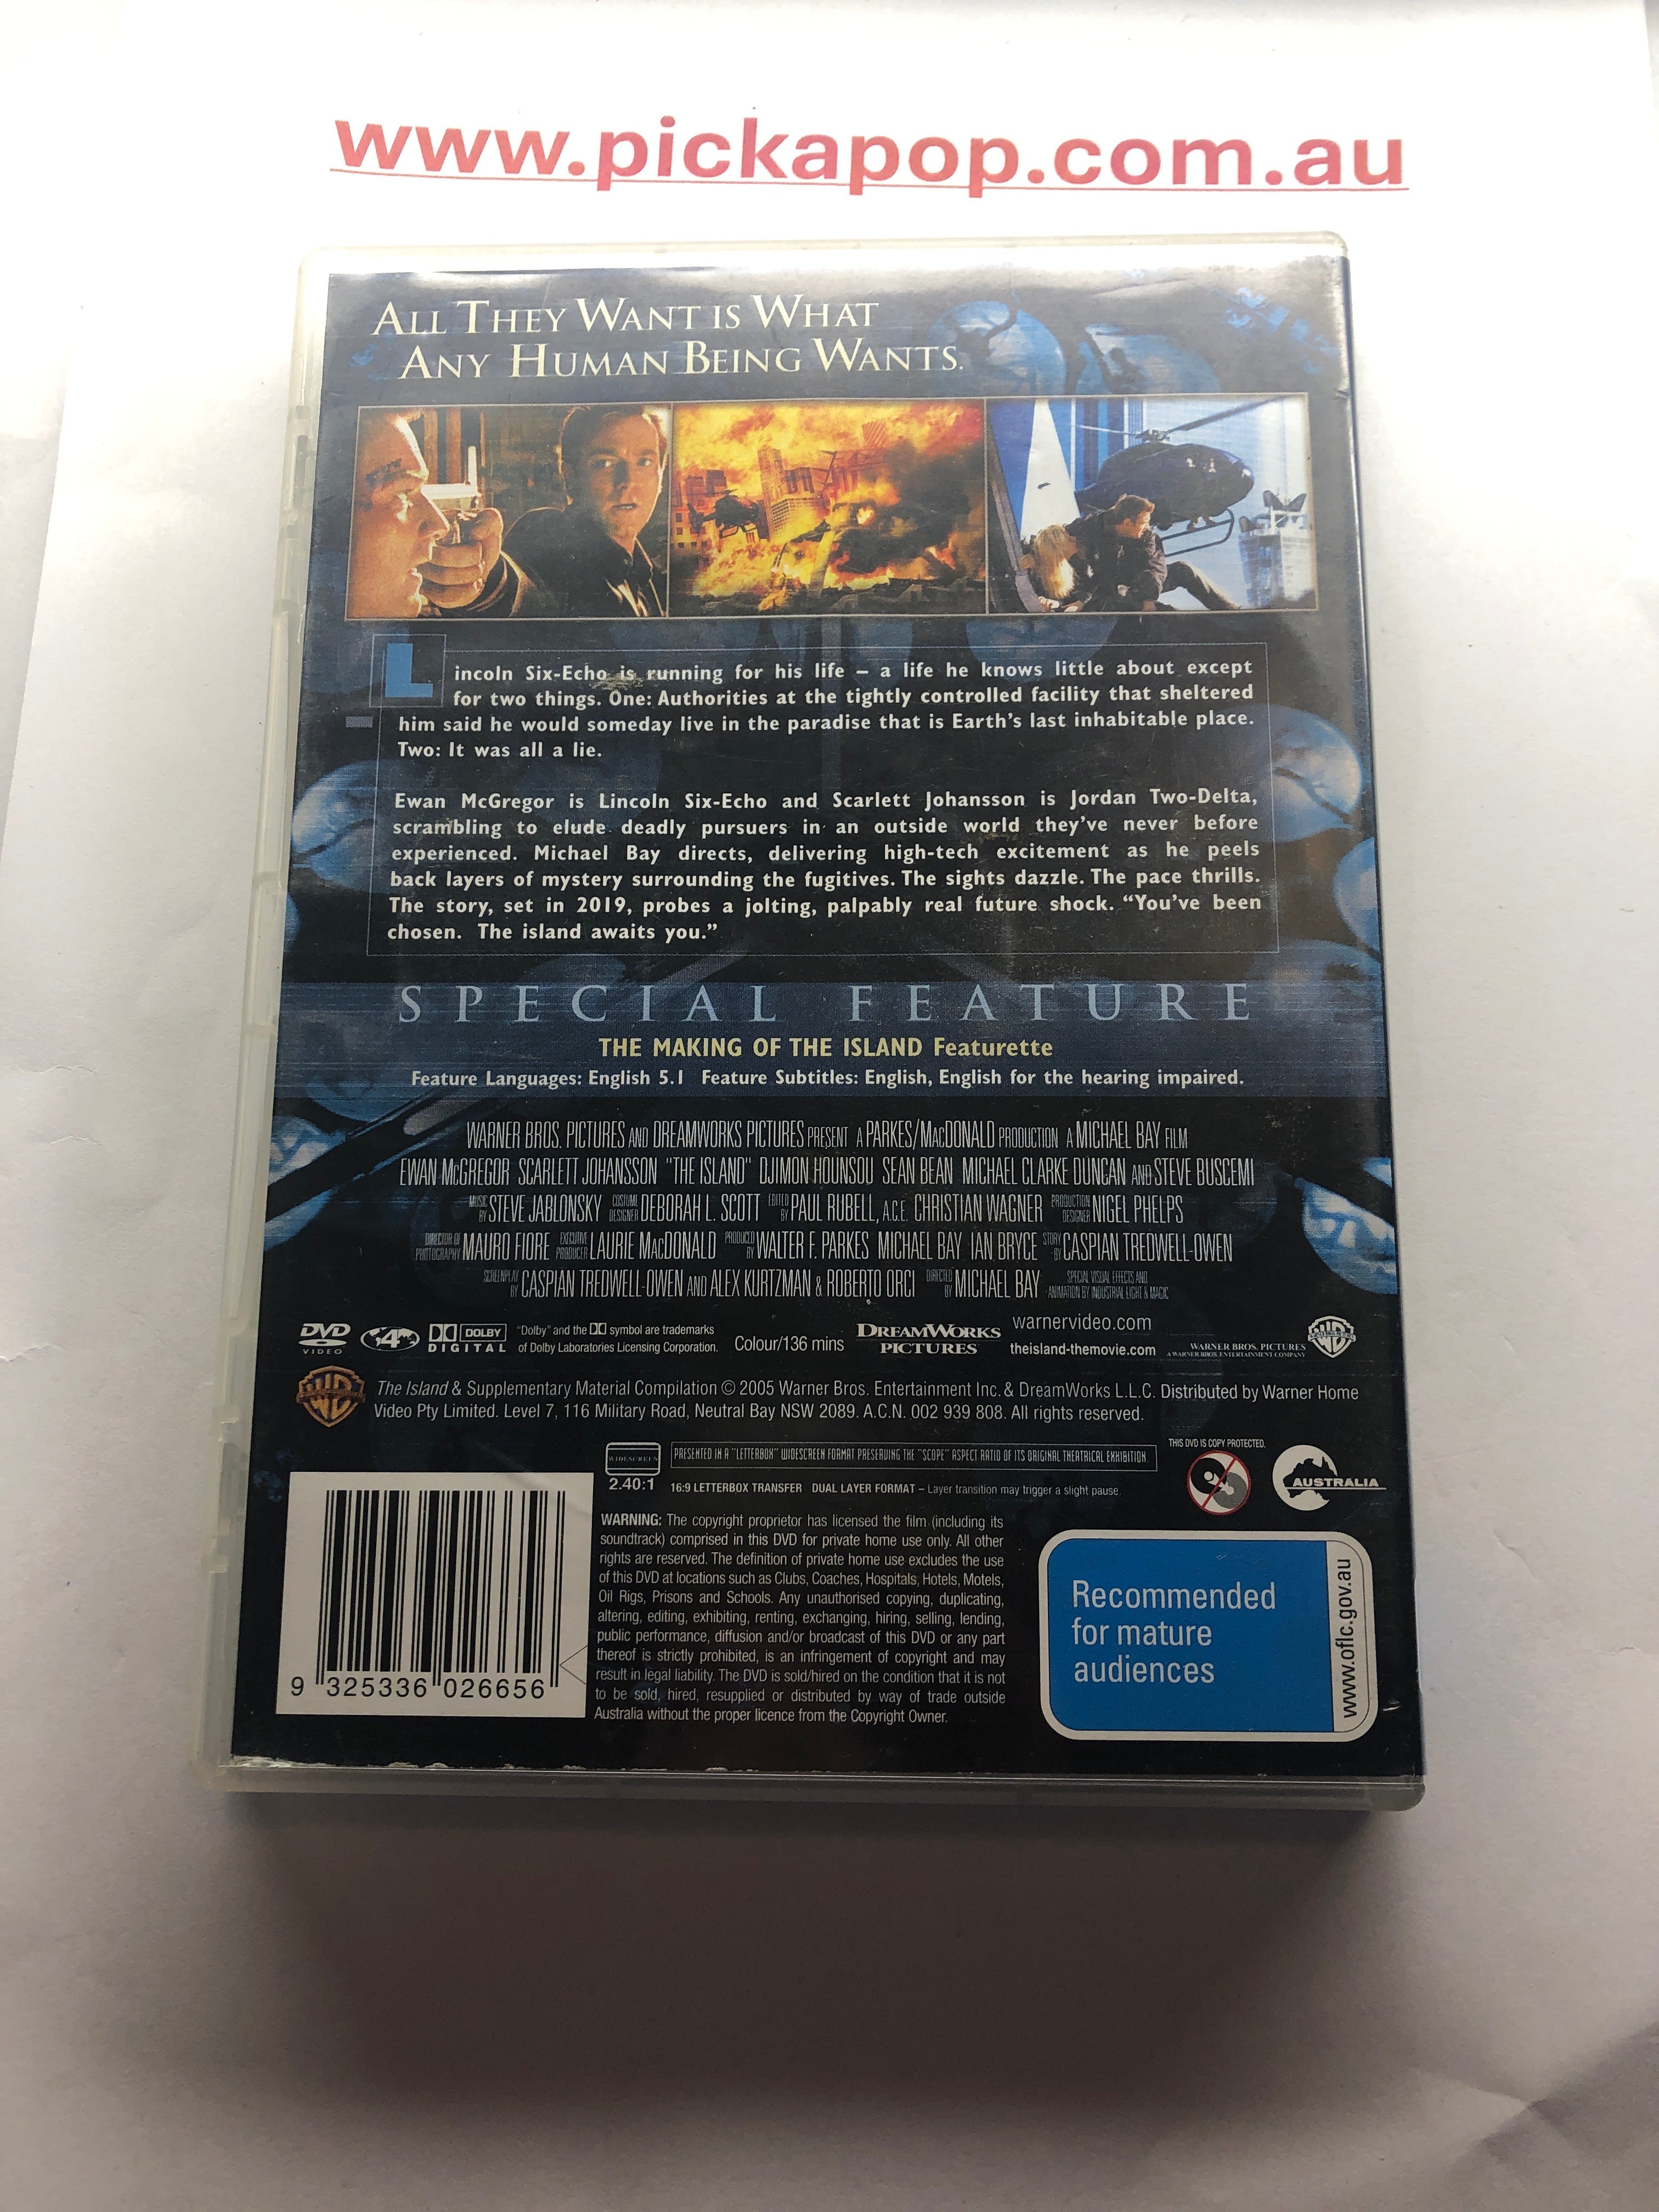 www.pickapop.com.au
ALL THEY WANT IS WHAT
ANY HUMAN BEING WANTS.
Lincoln Six-Echo is running for his life – a life he knows little about except
for two things. One: Authorities at the tightly controlled facility that sheltered
him said he would someday live in the paradise that is Earth's last inhabitable place.
Two: It was all a lie.
Ewan McGregor is Lincoln Six-Echo and Scarlett Johansson is Jordan Two-Delta,
scrambling to elude deadly pursuers in an outside world they've never before
experienced. Michael Bay directs, delivering high-tech excitement as he peels
back layers of mystery surrounding the fugitives. The sights dazzle. The pace thrills.
The story, set in 2019, probes a jolting, palpably real future shock. “You've been
chosen. The island awaits you.”
SPECIAL FEATURE
THE MAKING OF THE ISLAND Featurette
Feature Languages: English 5.1 Feature Subtitles: English, English for the hearing impaired.
WARNER BROS. PICTURES AND DREAMWORKS PICTURES PRESENT A PARKES/MACDONALD PRODUCTION A MICHAEL BAY FILM
EWAN McGREGOR SCARLETT JOHANSSON "THE ISLAND" DJIMON HOUNSOU SEAN BEAN MICHAEL CLARKE DUNCAN AND STEVE BUSCEMI
MUSIC BY STEVE JABLONSKY COSTUME DESIGNER DEBORAH L. SCOTT EDITED BY PAUL RUBELL, A.C.E. CHRISTIAN WAGNER PRODUCTION DESIGNER NIGEL PHELPS
DIRECTOR OF PHOTOGRAPHY MAURO FIORE EXECUTIVE PRODUCER LAURIE MACDONALD PRODUCED BY WALTER F. PARKES MICHAEL BAY IAN BRYCE STORY BY CASPIAN TREDWELL-OWEN
SCREENPLAY BY CASPIAN TREDWELL-OWEN AND ALEX KURTZMAN & ROBERTO ORCI DIRECTED BY MICHAEL BAY SPECIAL VISUAL EFFECTS AND ANIMATION BY INDUSTRIAL LIGHT & MAGIC
DVD VIDEO 4 DOLBY DIGITAL "Dolby" and the DD symbol are trademarks
of Dolby Laboratories Licensing Corporation.
Colour/136 mins
DREAMWORKS PICTURES
warnervideo.com
theisland-themovie.com
WARNER BROS. PICTURES
A WARNER BROS. ENTERTAINMENT COMPANY
The Island & Supplementary Material Compilation © 2005 Warner Bros. Entertainment Inc. & DreamWorks L.L.C. Distributed by Warner Home
Video Pty Limited. Level 7, 116 Military Road, Neutral Bay NSW 2089. A.C.N. 002 939 808. All rights reserved.
WIDESCREEN
2.40:1
PRESENTED IN A "LETTERBOX" WIDESCREEN FORMAT PRESERVING THE "SCOPE" ASPECT RATIO OF ITS ORIGINAL THEATRICAL EXHIBITION.
16:9 LETTERBOX TRANSFER DUAL LAYER FORMAT – Layer transition may trigger a slight pause.
THIS DVD IS COPY PROTECTED.
AUSTRALIA
WARNING: The copyright proprietor has licensed the film (including its
soundtrack) comprised in this DVD for private home use only. All other
rights are reserved. The definition of private home use excludes the use
of this DVD at locations such as Clubs, Coaches, Hospitals, Hotels, Motels,
Oil Rigs, Prisons and Schools. Any unauthorised copying, duplicating,
altering, editing, exhibiting, renting, exchanging, hiring, selling, lending,
public performance, diffusion and/or broadcast of this DVD or any part
thereof is strictly prohibited, is an infringement of copyright and may
result in legal liability. The DVD is sold/hired on the condition that it is not
to be sold, hired, resupplied or distributed by way of trade outside
Australia without the proper licence from the Copyright Owner.
9 325336 026656
Recommended
for mature
audiences
www.oflc.gov.au